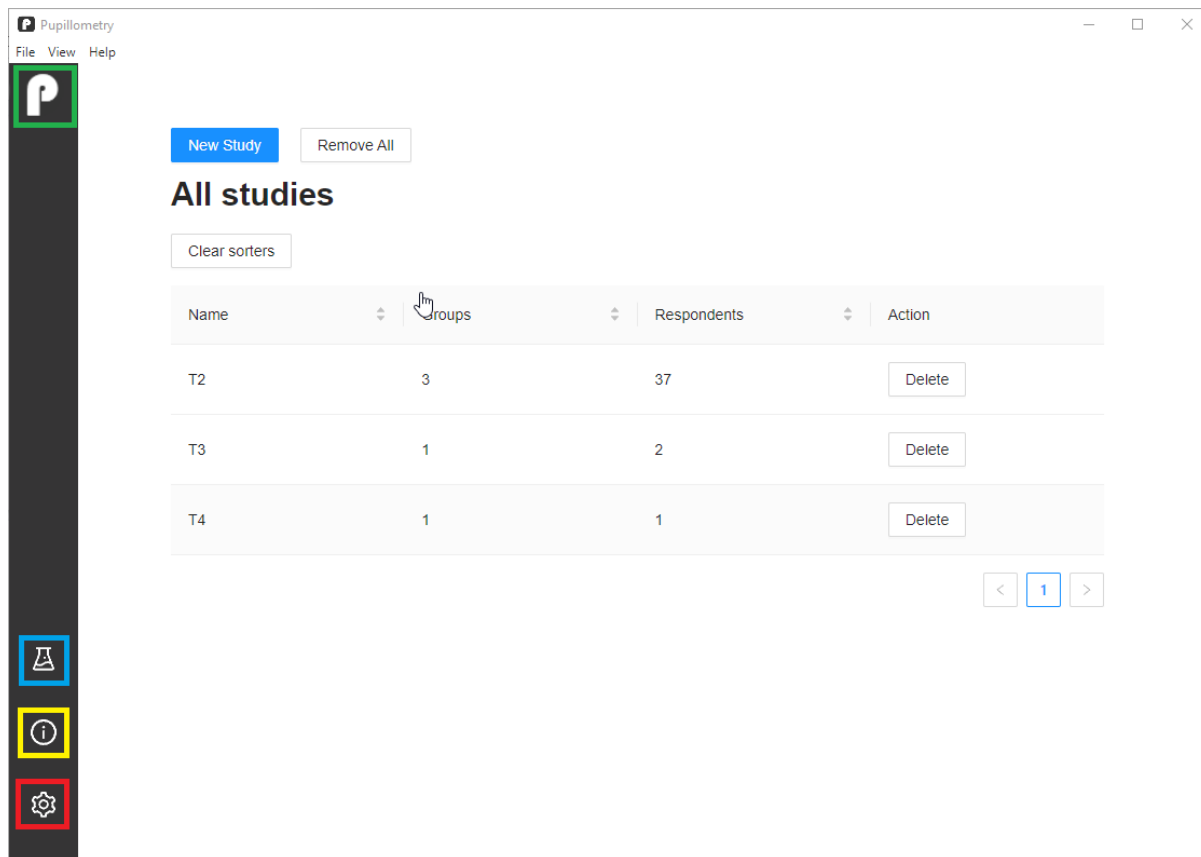 P Pupillometry
File View Help
P
New Study Remove All
All studies
Clear sorters
Name Groups Respondents Action
T2 3 37 Delete
T3 1 2 Delete
T4 1 1 Delete
< 1 >